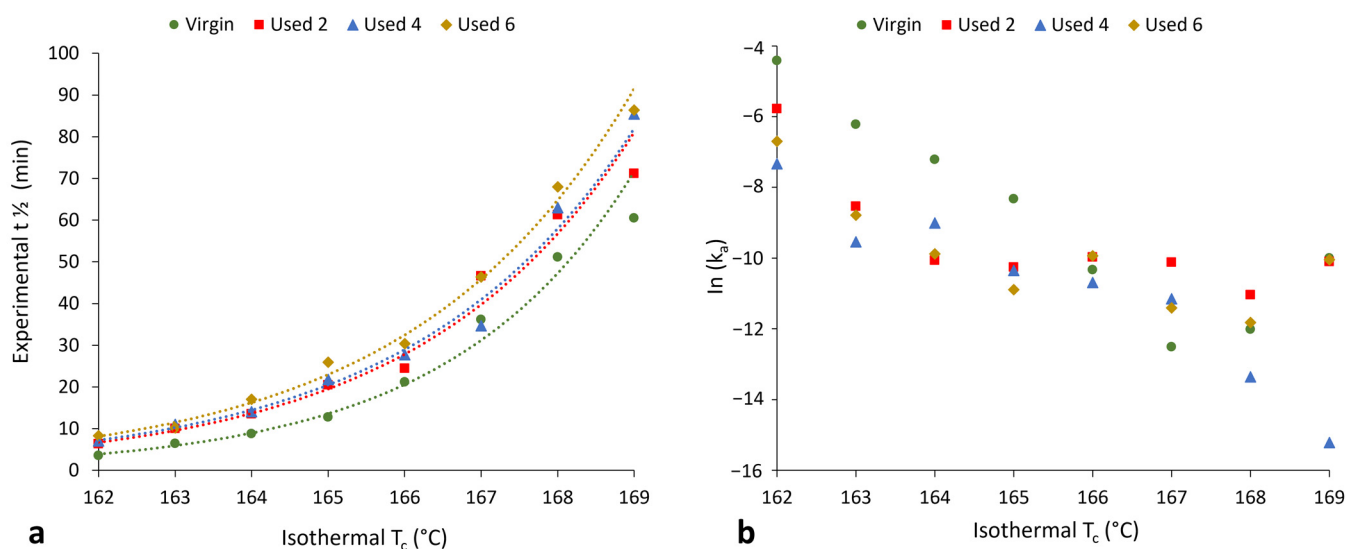 Virgin Used 2 Used 4 Used 6
Experimental t ½ (min)
100
90
80
70
60
50
40
30
20
10
0
162 163 164 165 166 167 168 169
Isothermal Tc (°C)
a
Virgin Used 2 Used 4 Used 6
ln (ka)
−4
−6
−8
−10
−12
−14
−16
162 163 164 165 166 167 168 169
Isothermal Tc (°C)
b